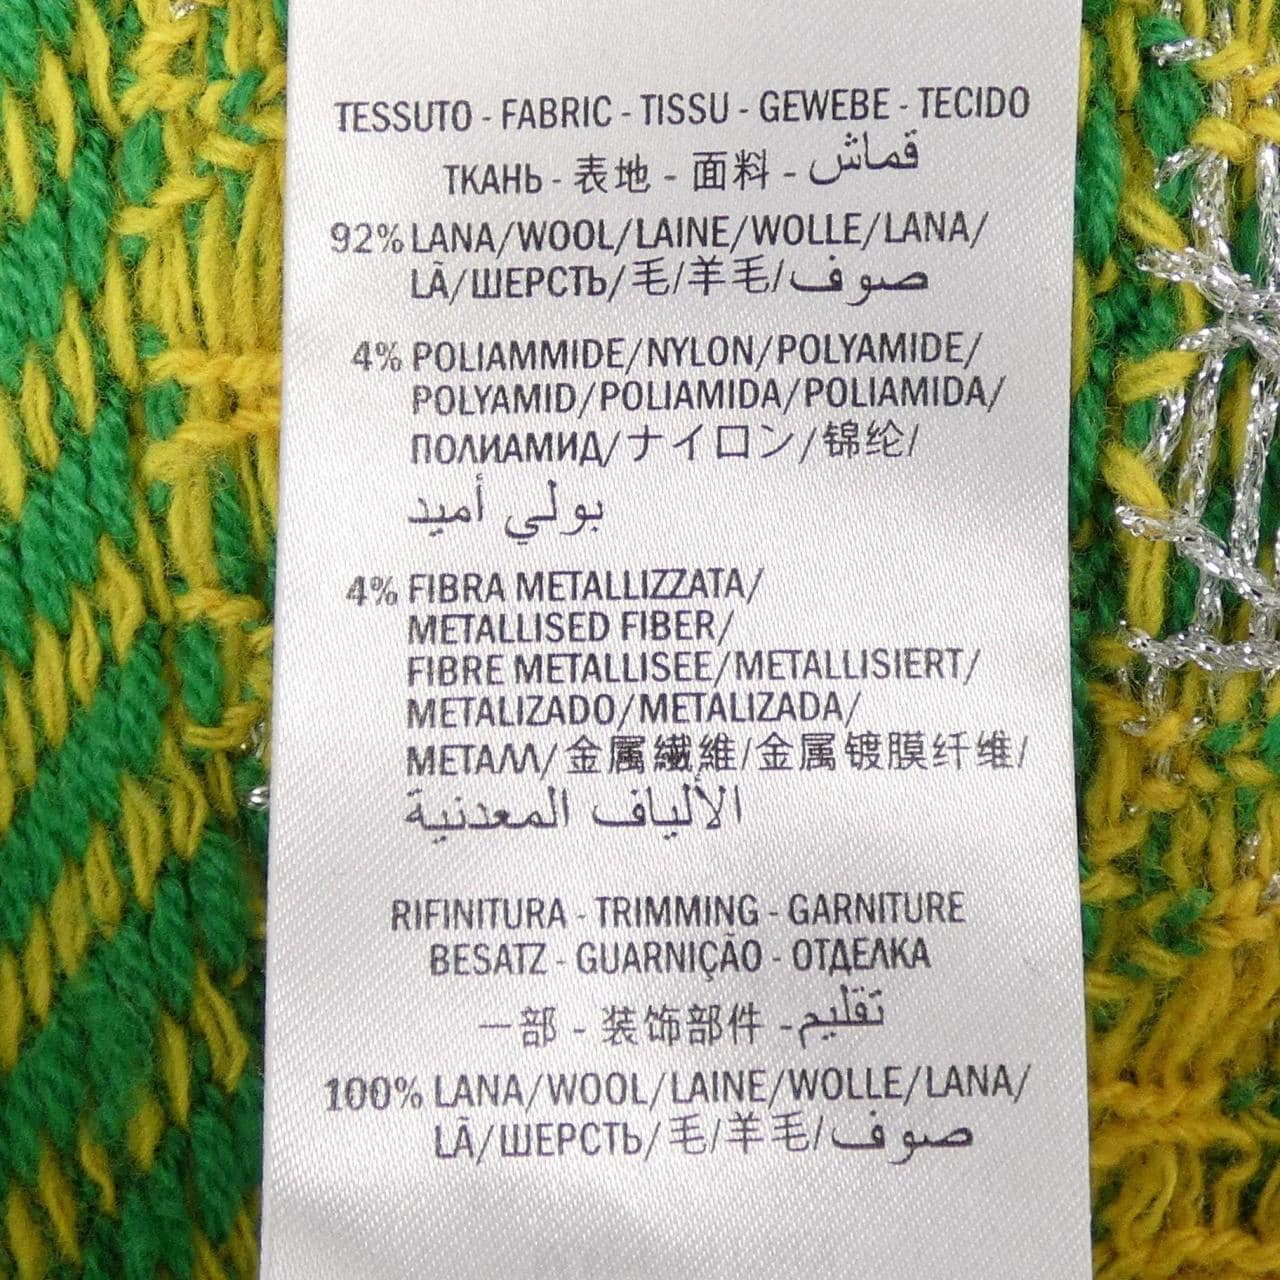 TESSUTO - FABRIC - TISSU - GEWEBE - TECIDO
ТКАНЬ - 表地 - 面料 - قماش
92% LANA/WOOL/LAINE/WOLLE/LANA/
LÃ/ШЕРСТЬ/毛/羊毛/صوف
4% POLIAMMIDE/NYLON/POLYAMIDE/
POLYAMID/POLIAMIDA/POLIAMIDA/
ПОЛИАМИД/ナイロン/锦纶/
بولي أميد
4% FIBRA METALLIZZATA/
METALLISED FIBER/
FIBRE METALLISEE/METALLISIERT/
METALIZADO/METALIZADA/
МЕТАЛЛ/金属繊維/金属镀膜纤维/
الألياف المعدنية
RIFINITURA - TRIMMING - GARNITURE
BESATZ - GUARNIÇÃO - ОТДЕЛКА
一部 - 装饰部件 - تقليم
100% LANA/WOOL/LAINE/WOLLE/LANA/
LÃ/ШЕРСТЬ/毛/羊毛/صوف